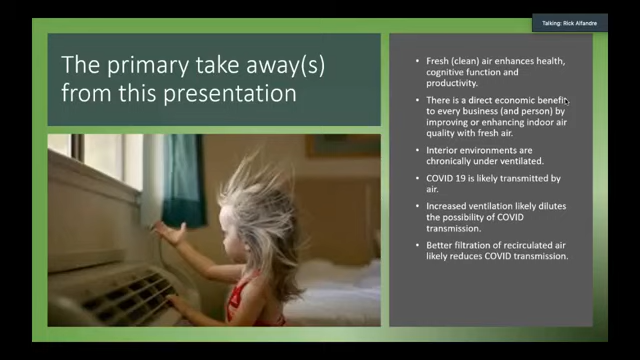 Talking: Rick Alfandre
The primary take away(s)
from this presentation
• Fresh (clean) air enhances health,
cognitive function and
productivity.
• There is a direct economic benefit
to every business (and person) by
improving or enhancing indoor air
quality with fresh air.
• Interior environments are
chronically under ventilated.
• COVID 19 is likely transmitted by
air.
• Increased ventilation likely dilutes
the possibility of COVID
transmission.
• Better filtration of recirculated air
likely reduces COVID transmission.